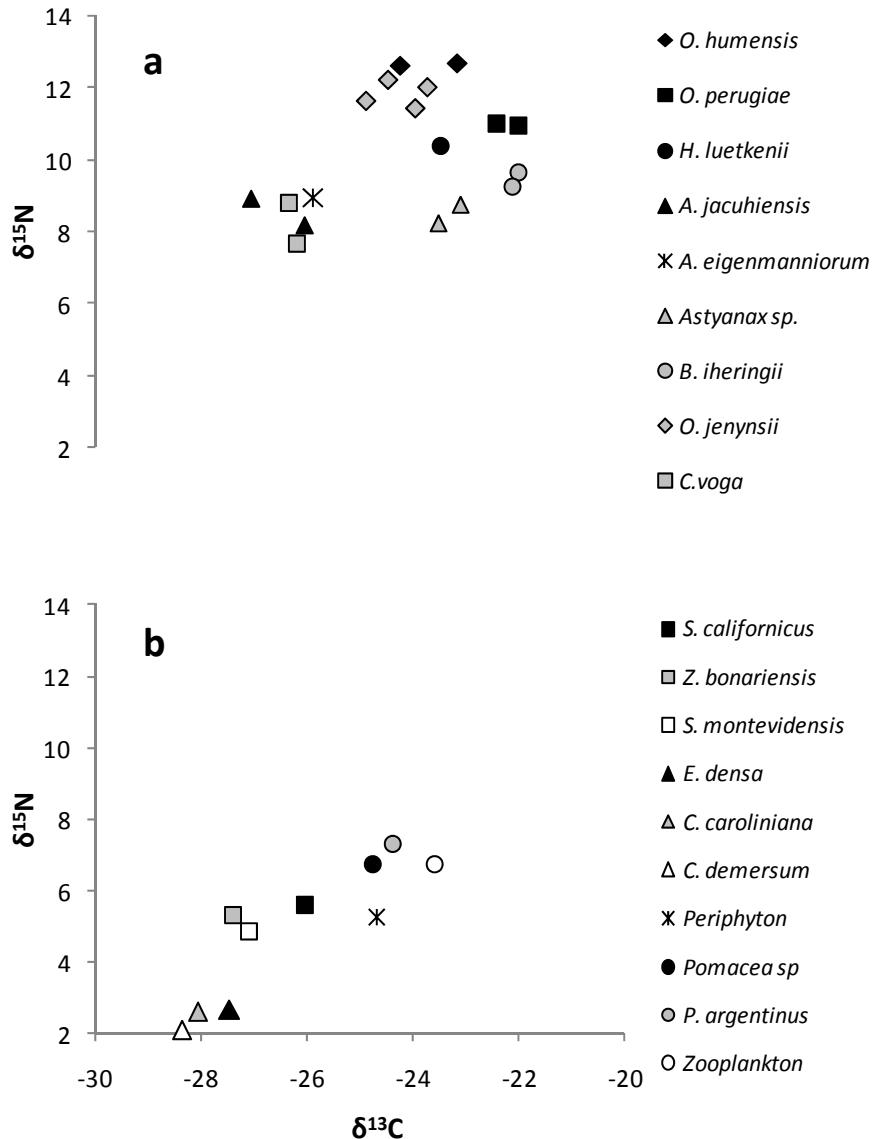 a
δ15N
14
12
10
8
6
4
2
O. humensis
O. perugiae
H. luetkenii
A. jacuhiensis
A. eigenmanniorum
Astyanax sp.
B. iheringii
O. jenynsii
C.voga
b
δ15N
14
12
10
8
6
4
2
-30
-28
-26
-24
-22
-20
δ13C
S. californicus
Z. bonariensis
S. montevidensis
E. densa
C. caroliniana
C. demersum
Periphyton
Pomacea sp
P. argentinus
Zooplankton